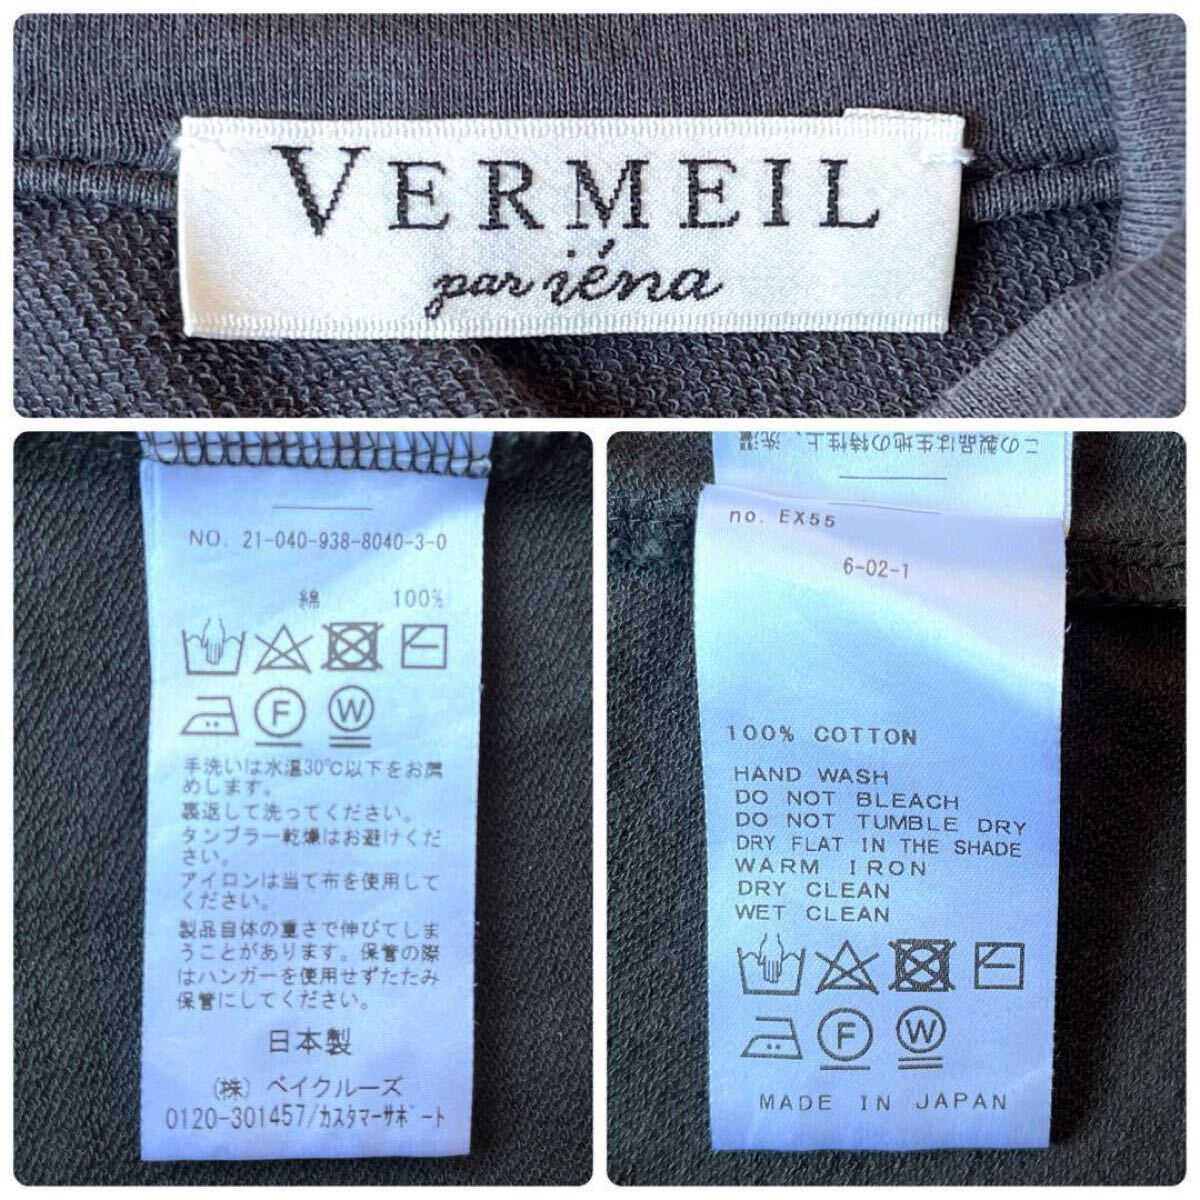 VERMEIL
par iéna
NO. 21-040-938-8040-3-0
綿 100%
F W
手洗いは水温30℃以下をお薦
めします。
裏返して洗ってください。
タンブラー乾燥はお避けくだ
さい。
アイロンは当て布を使用して
ください。
製品自体の重さで伸びてしま
うことがあります。保管の際
はハンガーを使用せずたたみ
保管にしてください。
日本製
(株) ベイクルーズ
0120-301457/カスタマーサポート
この製品は生地の特性上、洗濯
no. EX55
6-02-1
100% COTTON
HAND WASH
DO NOT BLEACH
DO NOT TUMBLE DRY
DRY FLAT IN THE SHADE
WARM IRON
DRY CLEAN
WET CLEAN
F W
MADE IN JAPAN